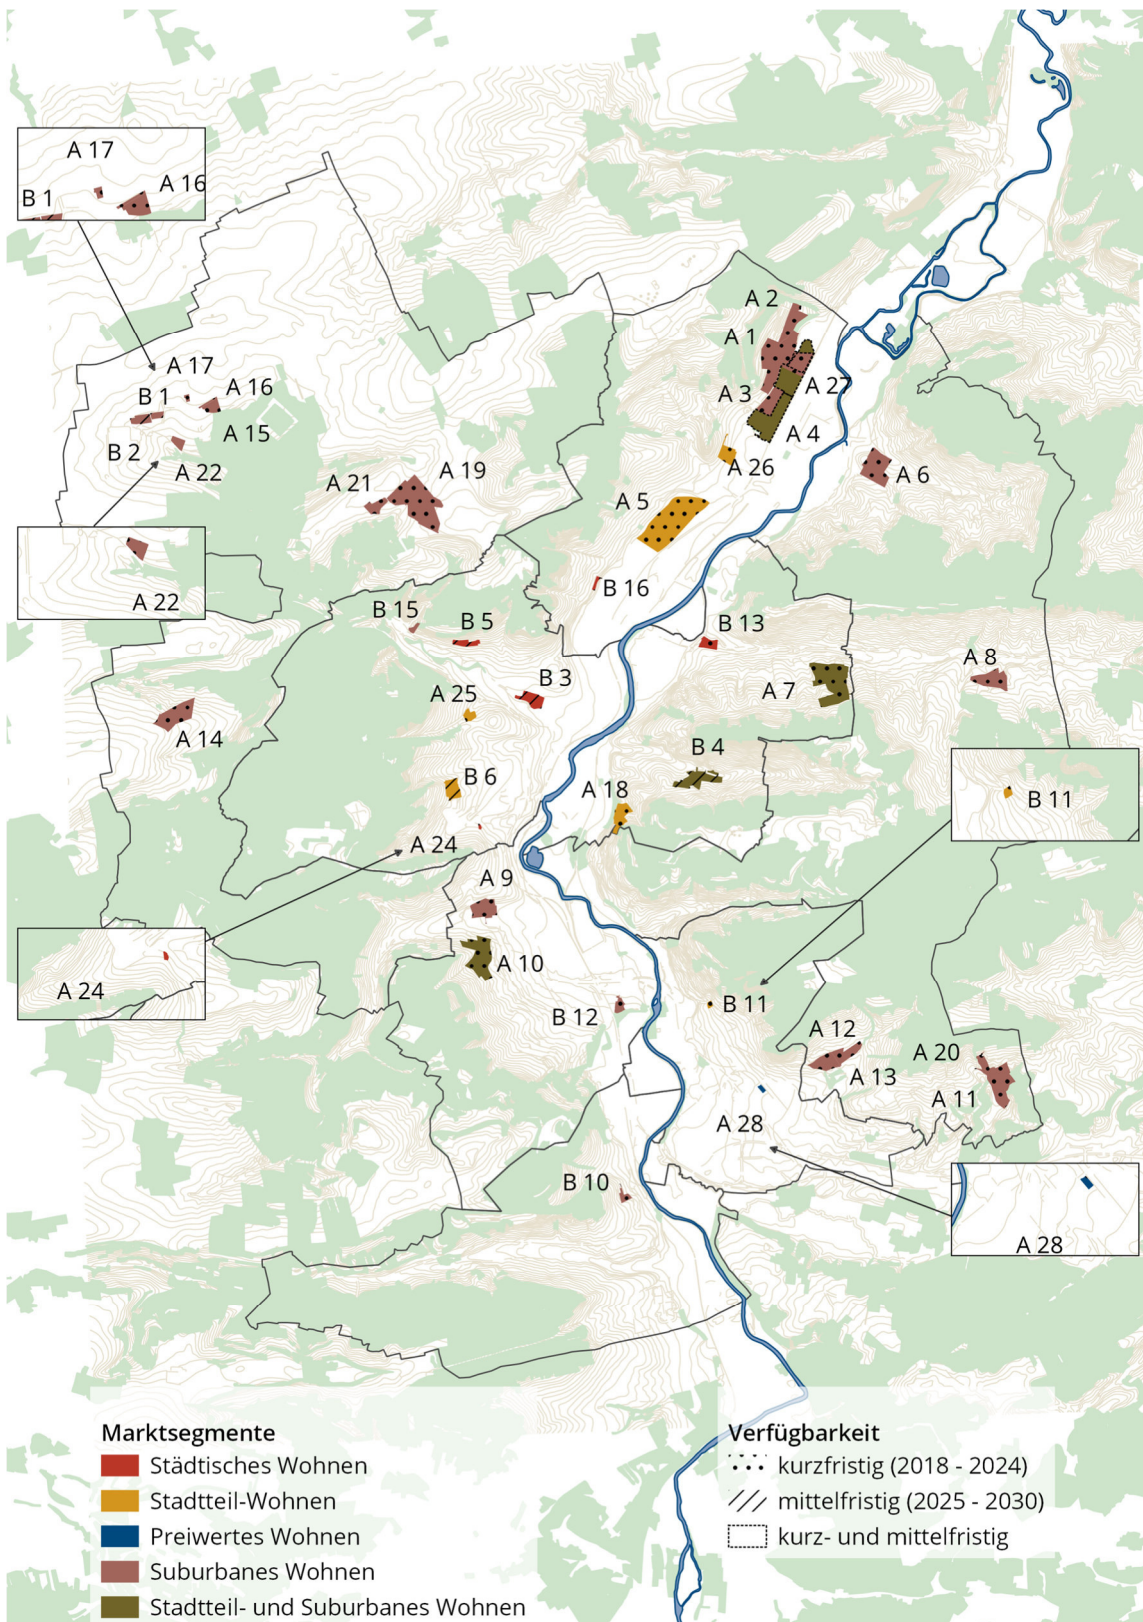 A 17
A 16
B 1
A 2
A 1
A 17
A 16
B 1
A 27
A 3
A 15
A 4
B 2
A 22
A 26
A 19
A 21
A 6
A 5
B 16
A 22
B 15
B 5
B 13
A 8
B 3
A 25
A 7
A 14
B 4
B 6
A 18
B 11
A 24
A 9
A 10
A 24
B 11
B 12
A 12
A 20
A 13
A 11
A 28
B 10
A 28
Marktsegmente
Städtisches Wohnen
Stadtteil-Wohnen
Preiwertes Wohnen
Suburbanes Wohnen
Stadtteil- und Suburbanes Wohnen
Verfügbarkeit
kurzfristig (2018 - 2024)
mittelfristig (2025 - 2030)
kurz- und mittelfristig